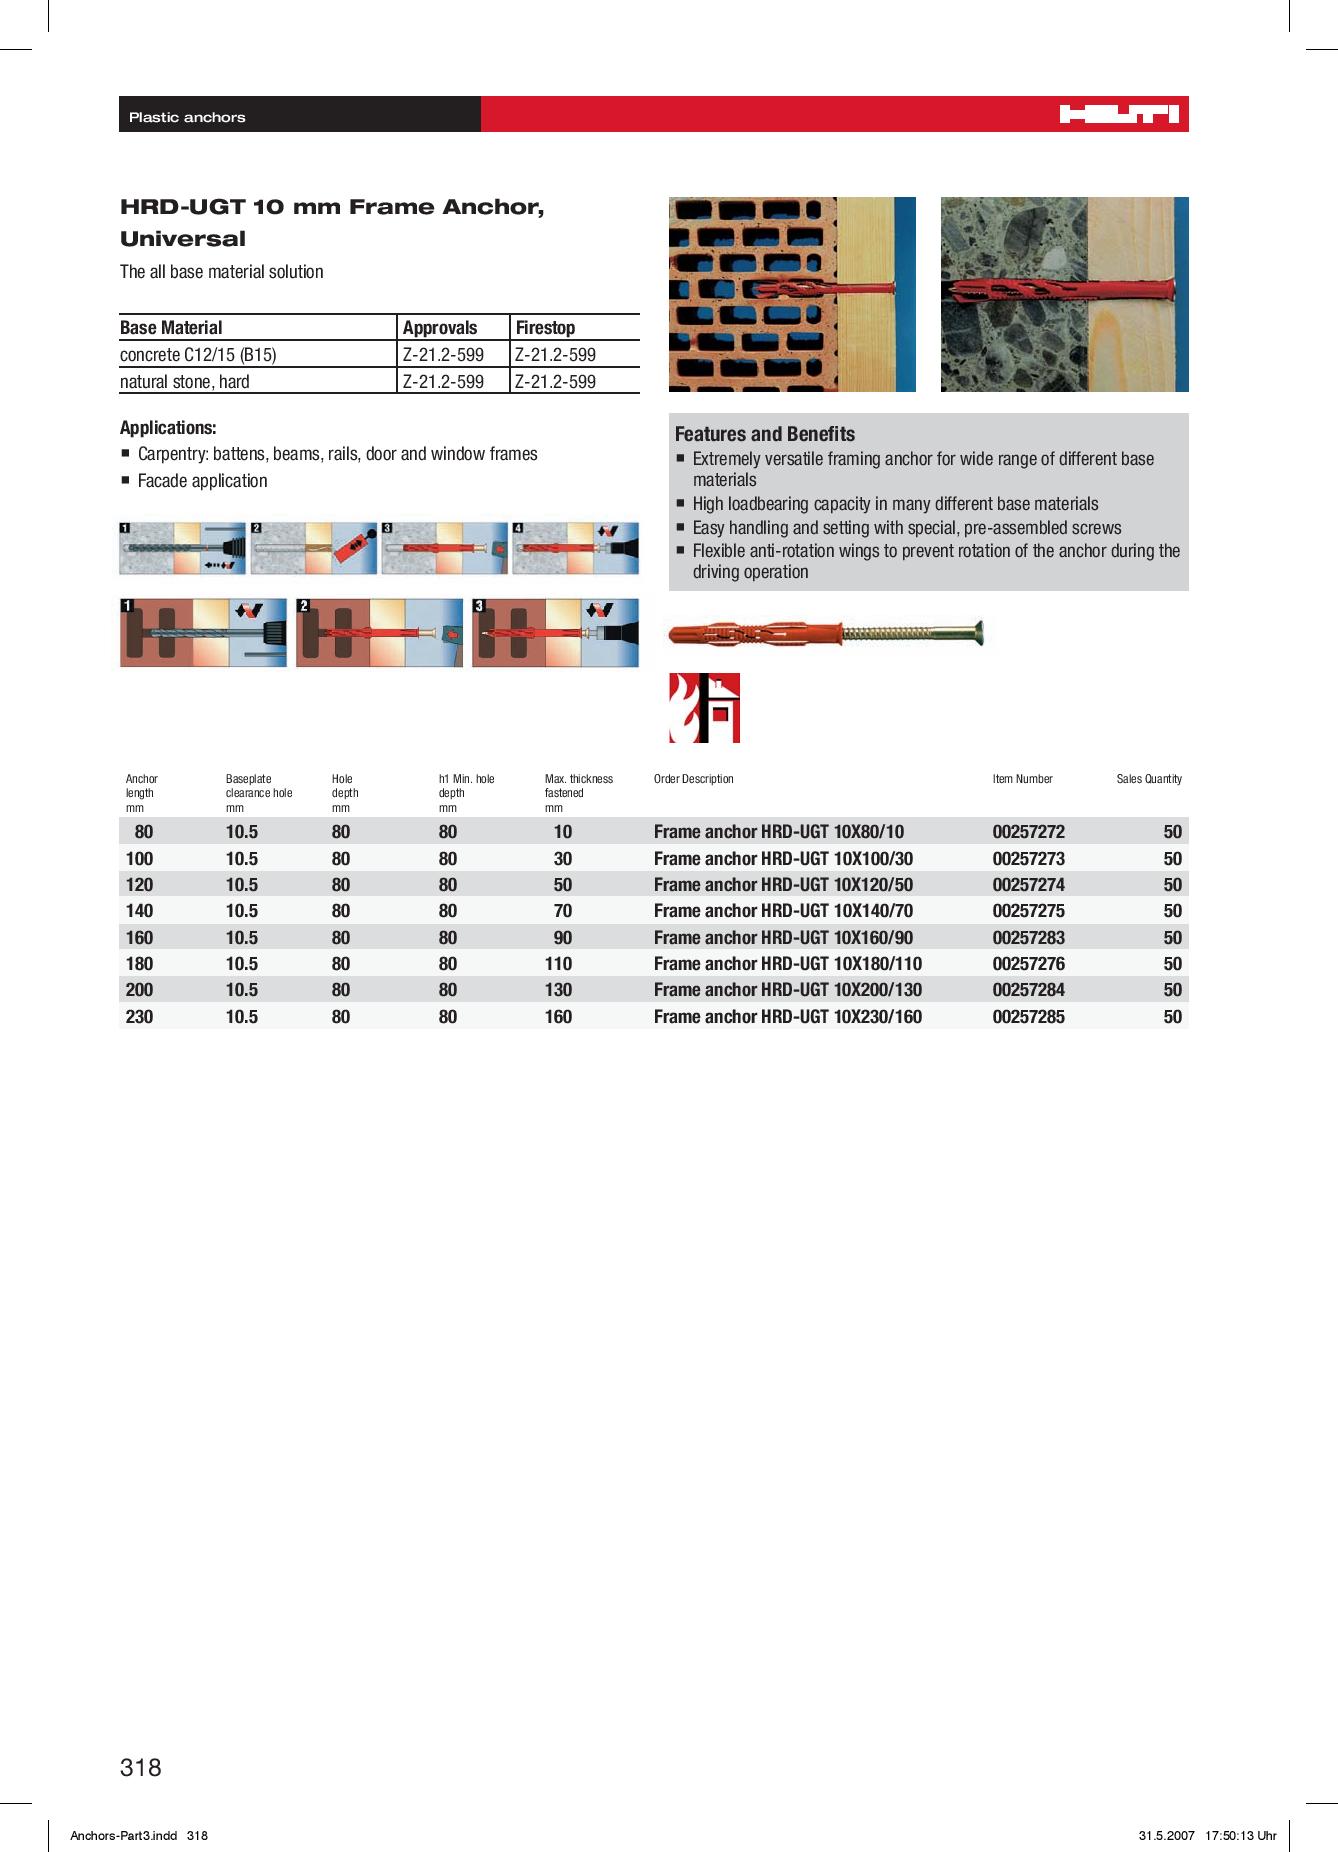 Plastic anchors
HILTI
HRD-UGT 10 mm Frame Anchor,
Universal
The all base material solution
Base Material Approvals Firestop
concrete C12/15 (B15) Z-21.2-599 Z-21.2-599
natural stone, hard Z-21.2-599 Z-21.2-599
Applications:
■ Carpentry: battens, beams, rails, door and window frames
■ Facade application
1 2 3 4
1 2 3
Features and Benefits
■ Extremely versatile framing anchor for wide range of different base
materials
■ High loadbearing capacity in many different base materials
■ Easy handling and setting with special, pre-assembled screws
■ Flexible anti-rotation wings to prevent rotation of the anchor during the
driving operation
Anchor Baseplate Hole h1 Min. hole Max. thickness Order Description Item Number Sales Quantity
length clearance hole depth depth fastened
mm mm mm mm mm
80 10.5 80 80 10 Frame anchor HRD-UGT 10X80/10 00257272 50
100 10.5 80 80 30 Frame anchor HRD-UGT 10X100/30 00257273 50
120 10.5 80 80 50 Frame anchor HRD-UGT 10X120/50 00257274 50
140 10.5 80 80 70 Frame anchor HRD-UGT 10X140/70 00257275 50
160 10.5 80 80 90 Frame anchor HRD-UGT 10X160/90 00257283 50
180 10.5 80 80 110 Frame anchor HRD-UGT 10X180/110 00257276 50
200 10.5 80 80 130 Frame anchor HRD-UGT 10X200/130 00257284 50
230 10.5 80 80 160 Frame anchor HRD-UGT 10X230/160 00257285 50
318
Anchors-Part3.indd 318 31.5.2007 17:50:13 Uhr